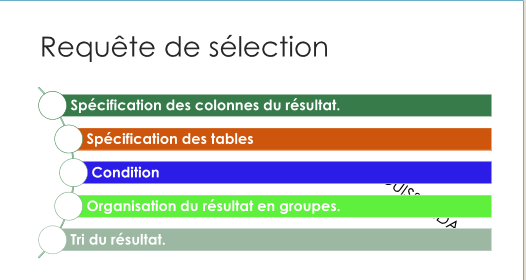 Requête de sélection
Spécification des colonnes du résultat.
Spécification des tables
Condition
Organisation du résultat en groupes.
Tri du résultat.